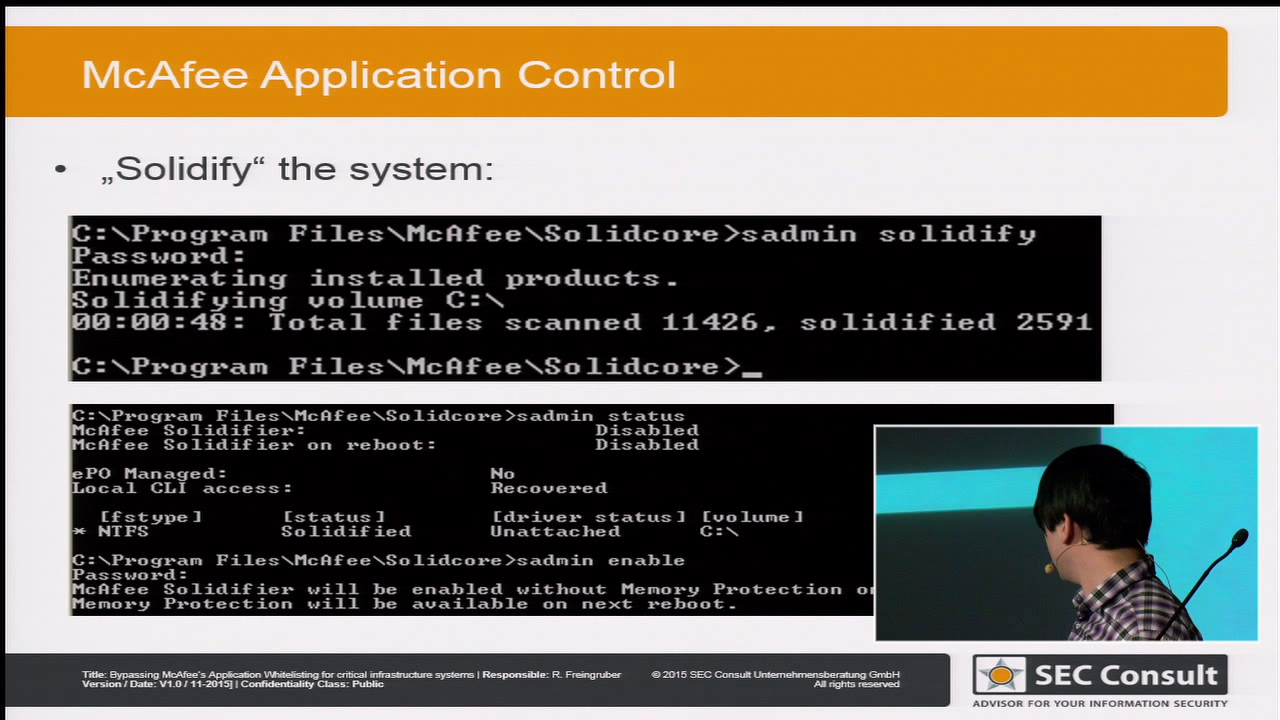 McAfee Application Control
• „Solidify“ the system:
C:\Program Files\McAfee\Solidcore>sadmin solidify
Password:
Enumerating installed products.
Solidifying volume C:\
00:00:48: Total files scanned 11426, solidified 2591
C:\Program Files\McAfee\Solidcore>_
C:\Program Files\McAfee\Solidcore>sadmin status
McAfee Solidifier: Disabled
McAfee Solidifier on reboot: Disabled
ePO Managed: No
Local CLI access: Recovered
[fstype] [status] [driver status] [volume]
* NTFS Solidified Unattached C:\
C:\Program Files\McAfee\Solidcore>sadmin enable
Password:
McAfee Solidifier will be enabled without Memory Protection
Memory Protection will be available on next reboot.
Title: Bypassing McAfee's Application Whitelisting for critical infrastructure systems | Responsible: R. Freingruber
Version / Date: V1.0 / 11-2015] | Confidentiality Class: Public
© 2015 SEC Consult Unternehmensberatung GmbH
All rights reserved
SEC Consult
ADVISOR FOR YOUR INFORMATION SECURITY